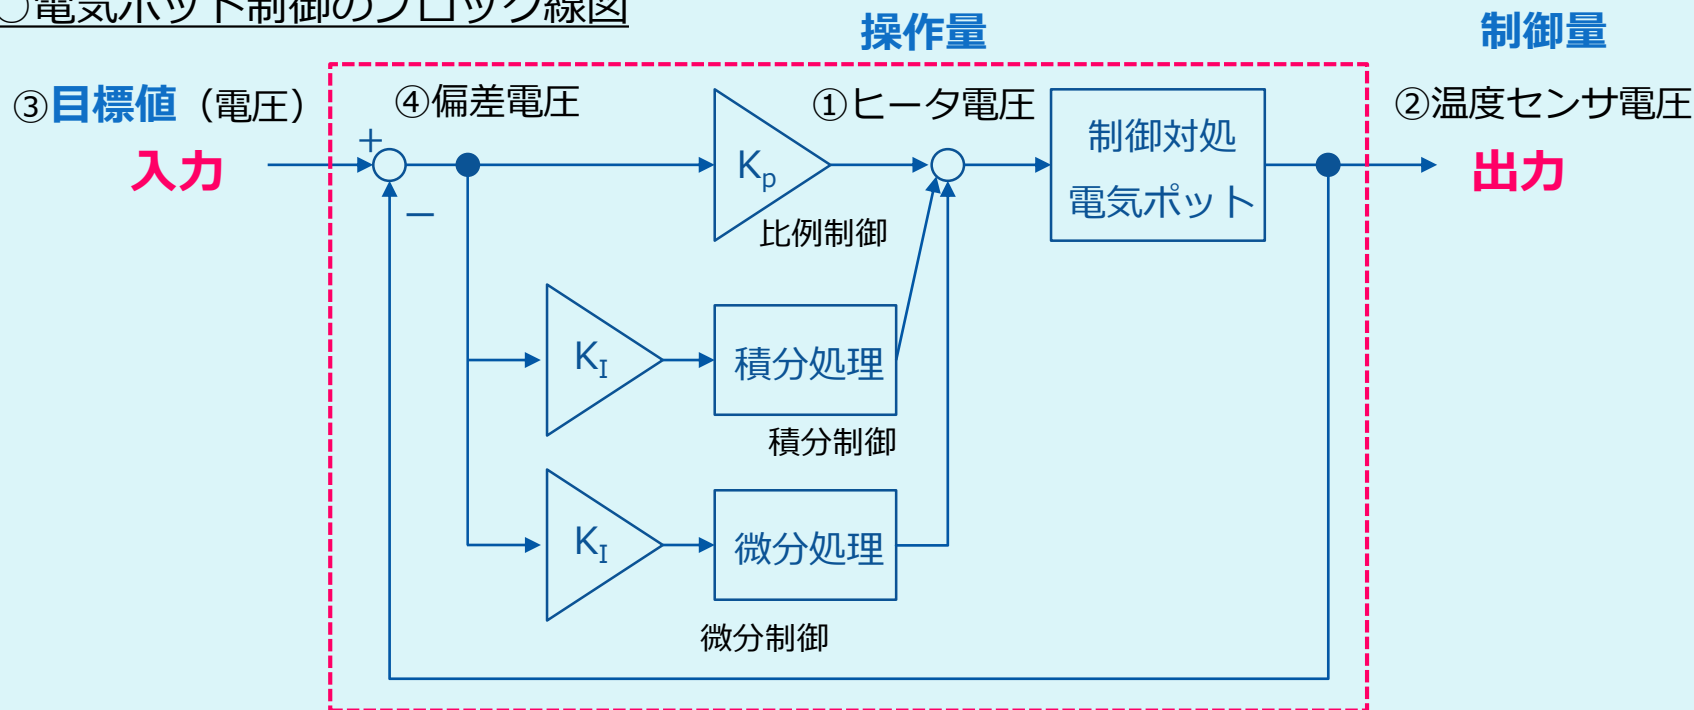 ○電気ポット制御のブロック線図
操作量
制御量
③目標値（電圧）
④偏差電圧
①ヒータ電圧
②温度センサ電圧
入力
+
−
Kp
比例制御
制御対処
電気ポット
出力
KI
積分処理
積分制御
KI
微分処理
微分制御